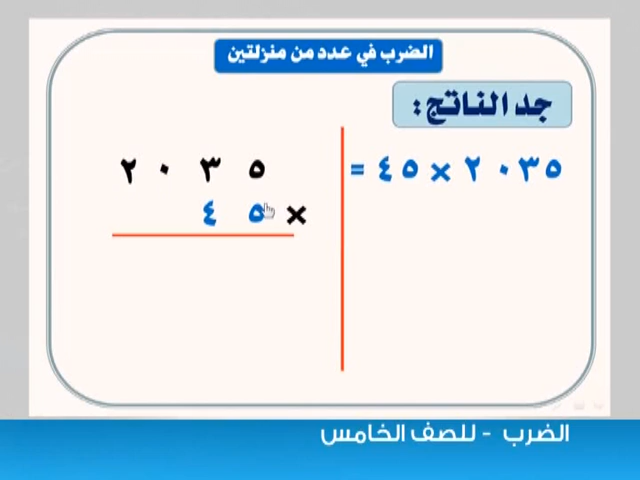 الضرب في عدد من منزلتين
جد الناتج :
٢٠٣٥ × ٤٥ =
٢٠٣٥
× ٤٥
الضرب - للصف الخامس